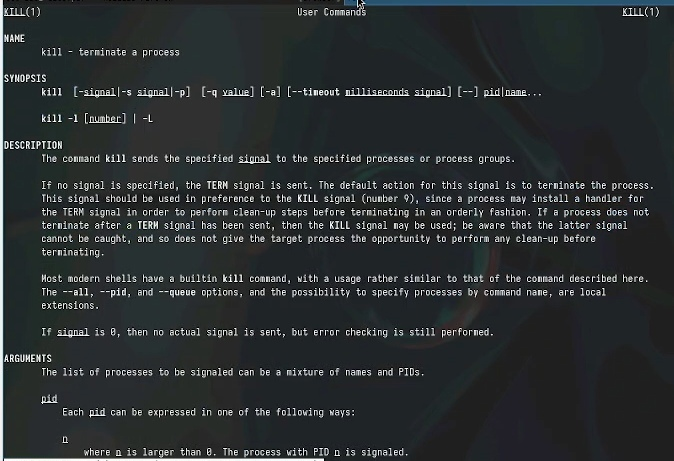 KILL(1) User Commands KILL(1)
NAME
kill - terminate a process
SYNOPSIS
kill [-signal|-s signal|-p] [-q value] [-a] [--timeout milliseconds signal] [--] pid|name...
kill -l [number] | -L
DESCRIPTION
The command kill sends the specified signal to the specified processes or process groups.
If no signal is specified, the TERM signal is sent. The default action for this signal is to terminate the process.
This signal should be used in preference to the KILL signal (number 9), since a process may install a handler for
the TERM signal in order to perform clean-up steps before terminating in an orderly fashion. If a process does not
terminate after a TERM signal has been sent, then the KILL signal may be used; be aware that the latter signal
cannot be caught, and so does not give the target process the opportunity to perform any clean-up before
terminating.
Most modern shells have a builtin kill command, with a usage rather similar to that of the command described here.
The --all, --pid, and --queue options, and the possibility to specify processes by command name, are local
extensions.
If signal is 0, then no actual signal is sent, but error checking is still performed.
ARGUMENTS
The list of processes to be signaled can be a mixture of names and PIDs.
pid
Each pid can be expressed in one of the following ways:
n
where n is larger than 0. The process with PID n is signaled.